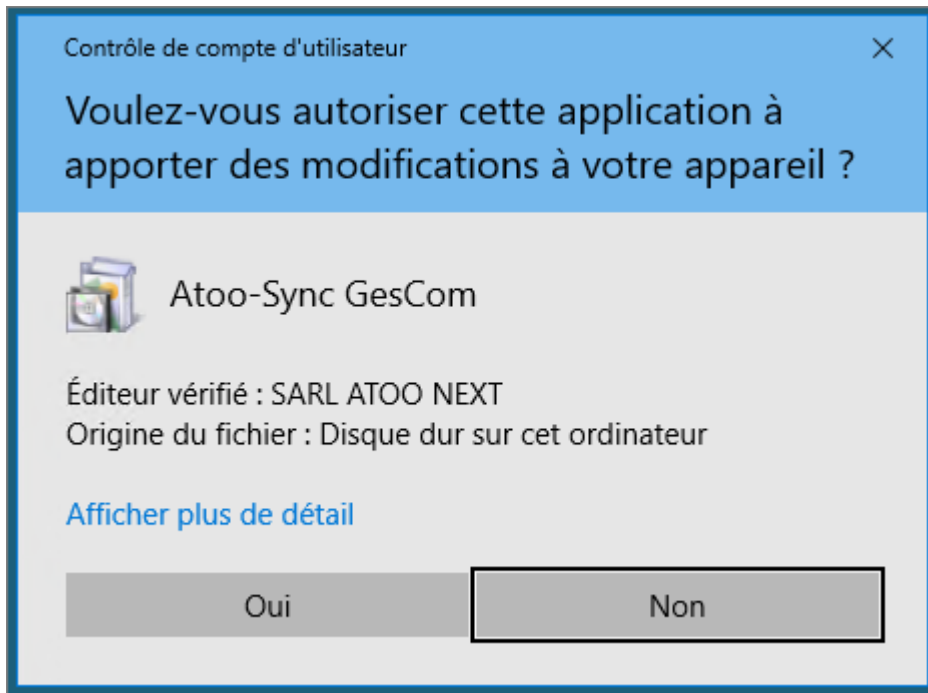 Contrôle de compte d'utilisateur
Voulez-vous autoriser cette application à
apporter des modifications à votre appareil ?
Atoo-Sync GesCom
Éditeur vérifié : SARL ATOO NEXT
Origine du fichier : Disque dur sur cet ordinateur
Afficher plus de détail
Oui
Non